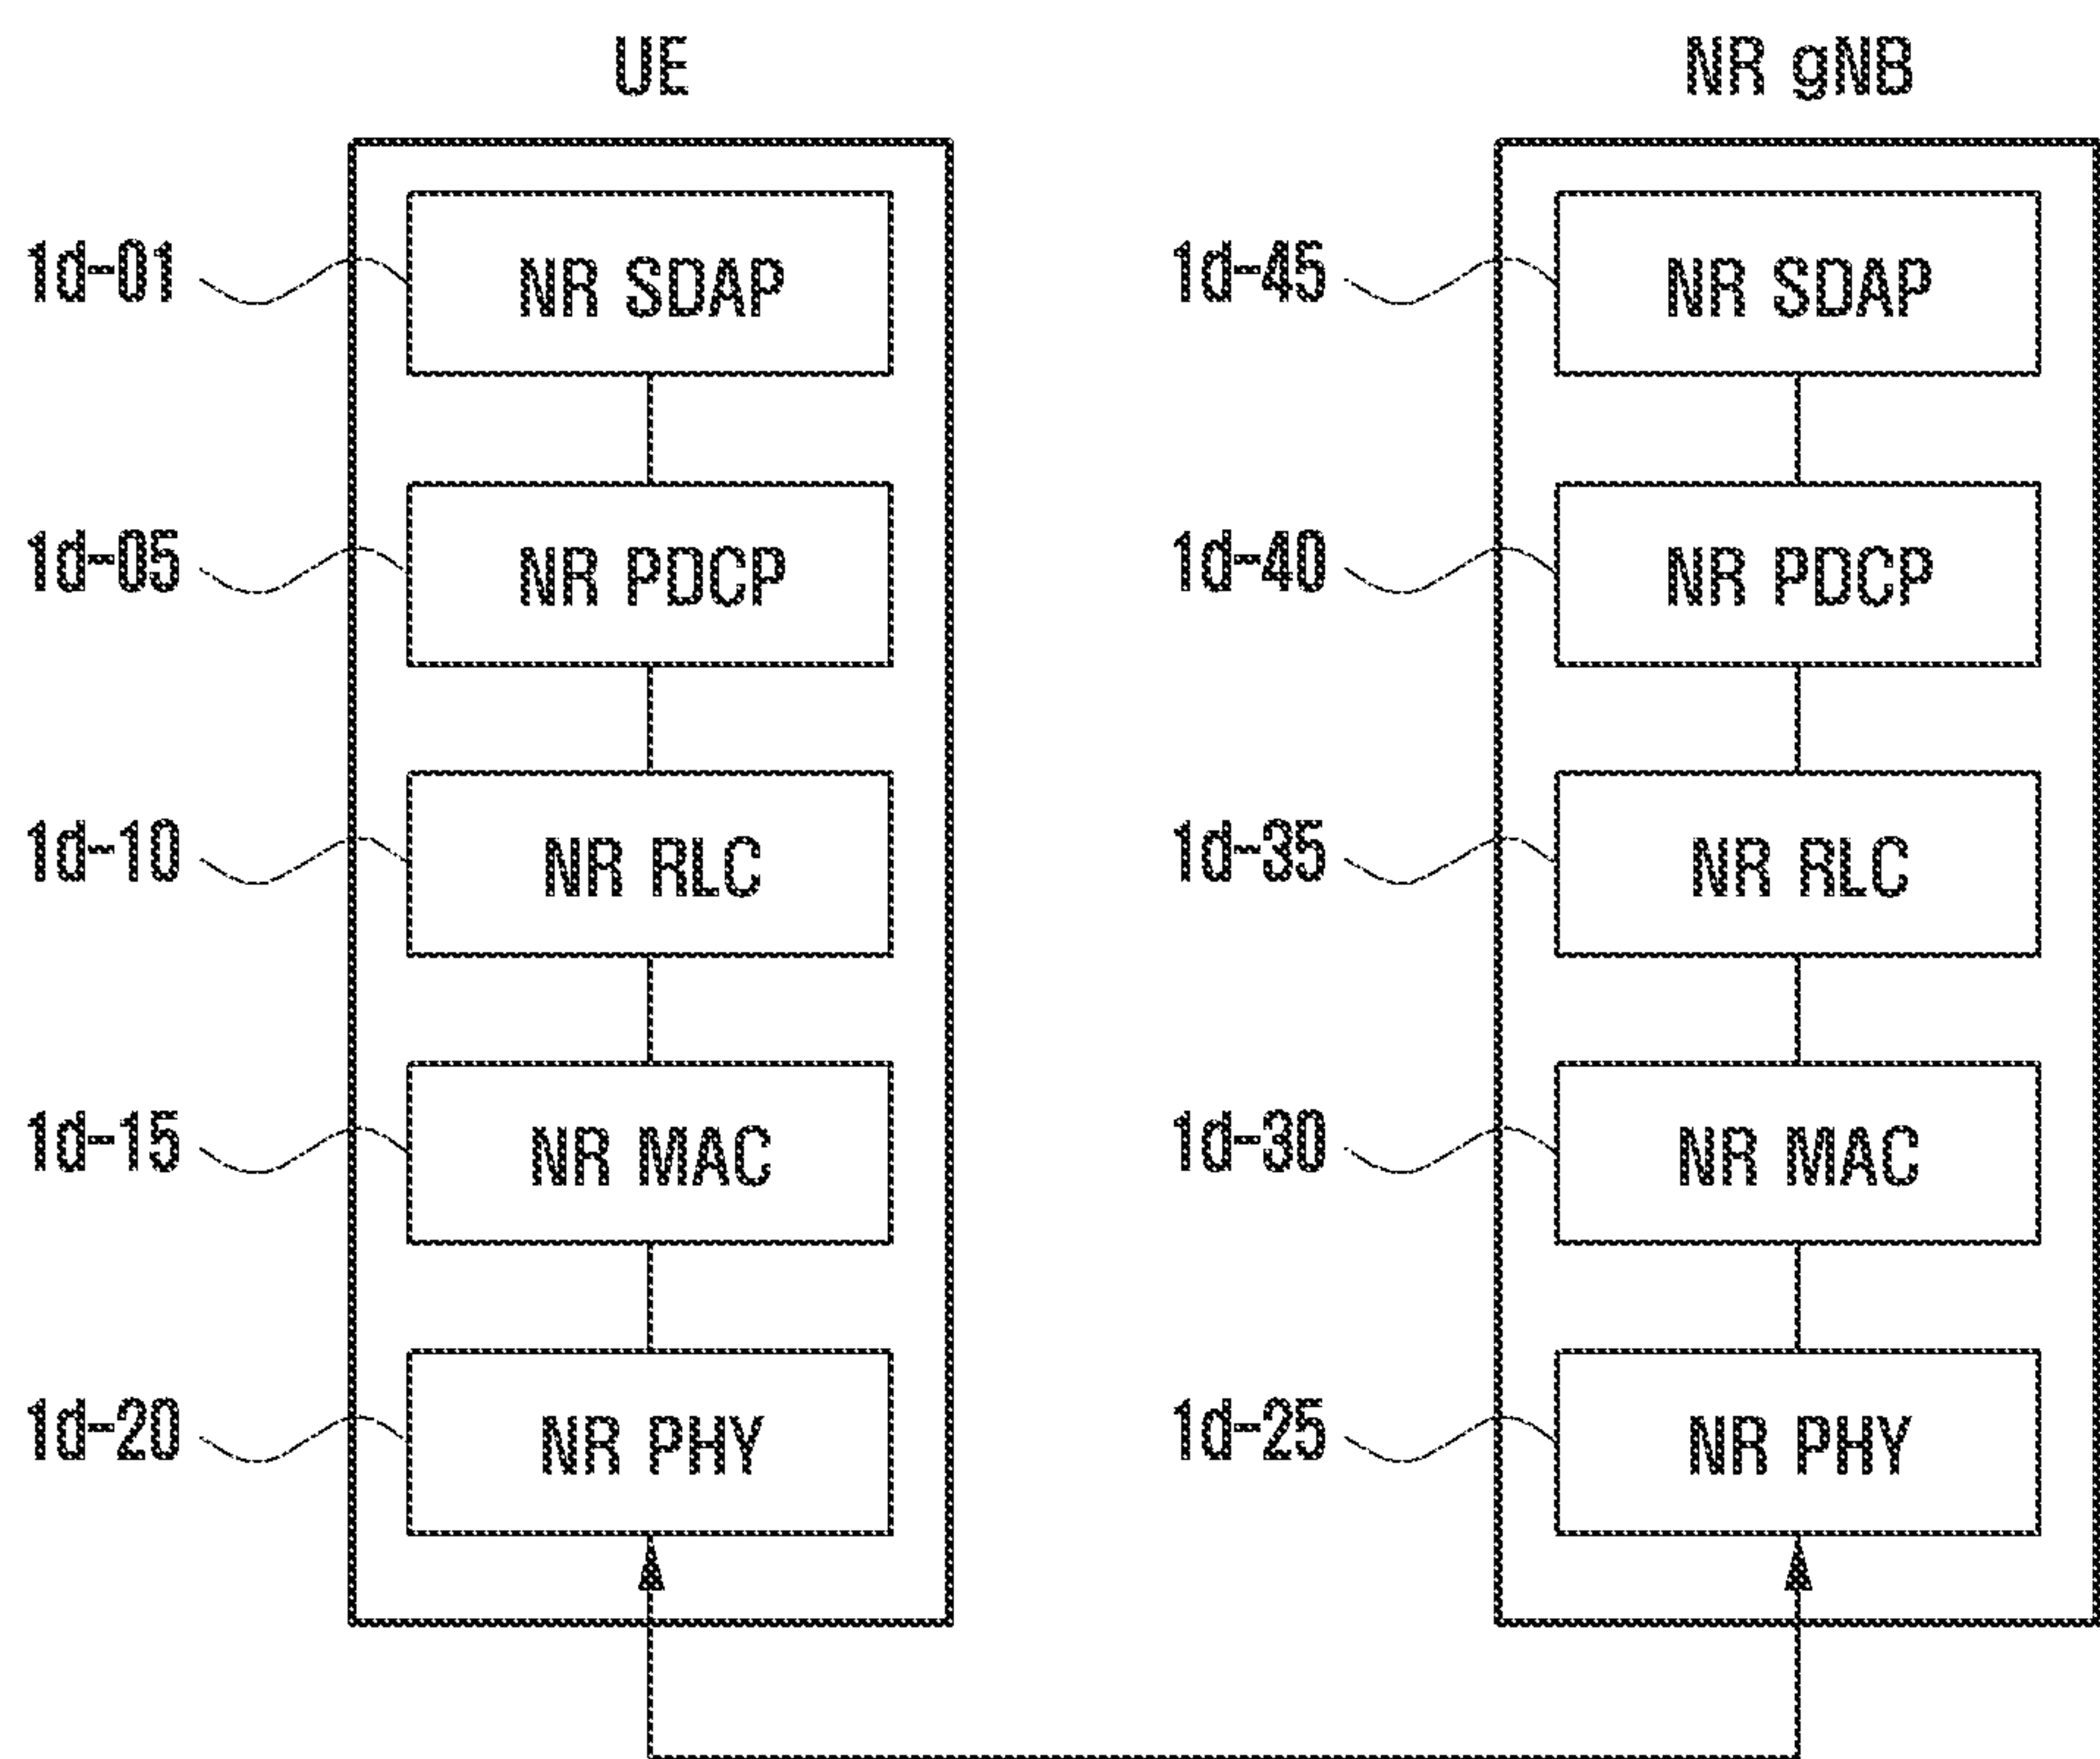 UE
NR gNB
1d-01
NR SDAP
1d-45
NR SDAP
1d-05
NR PDCP
1d-40
NR PDCP
1d-10
NR RLC
1d-35
NR RLC
1d-15
NR MAC
1d-30
NR MAC
1d-20
NR PHY
1d-25
NR PHY